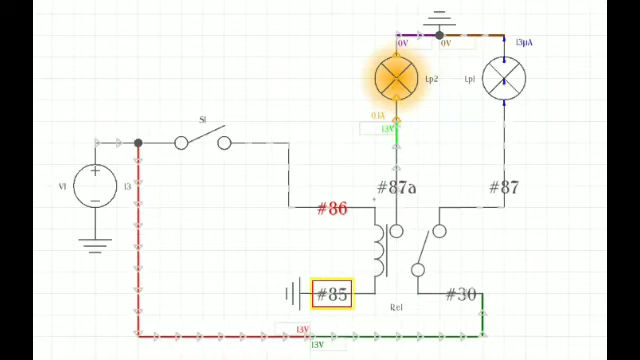 0V
0V
13µA
Lp2
Lp1
0.1A
13V
S1
V1
13
#87a
#87
#86
#85
#30
Rel
13V
13V